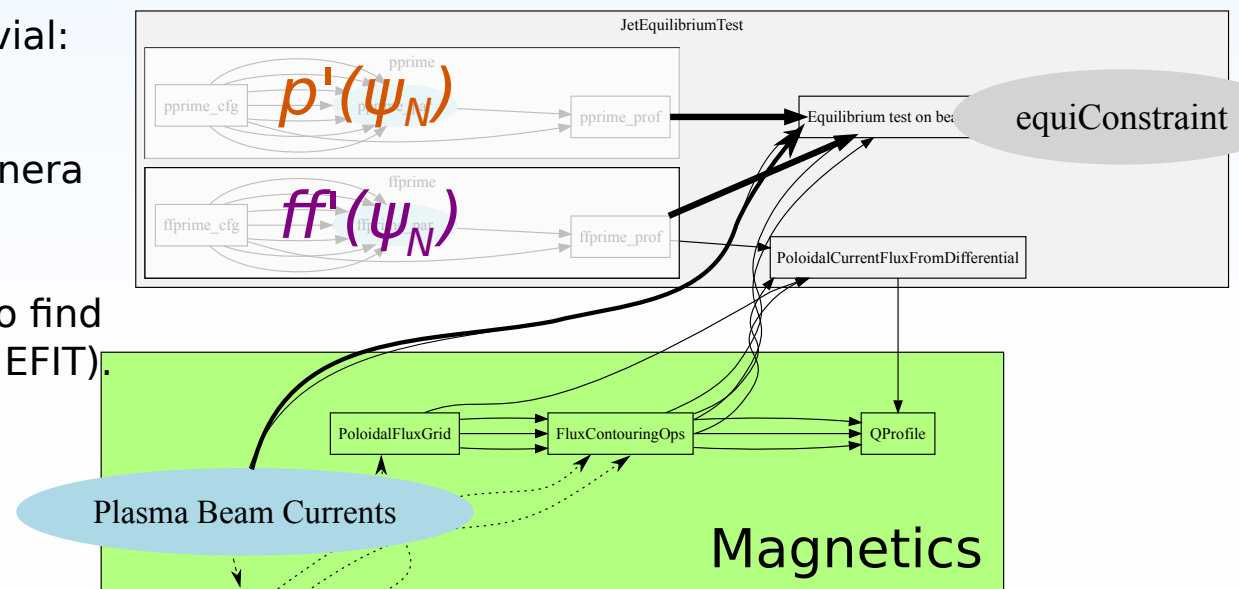 vial:
nera
o find
EFIT).
JetEquilibriumTest
pprime
pprime_cfg
p'(ψN)
pprime_prof
Equilibrium test on bea
equiConstraint
ffprime
ffprime_cfg
ff'(ψN)
ffprime_par
ffprime_prof
PoloidalCurrentFluxFromDifferential
PoloidalFluxGrid
FluxContouringOps
QProfile
Plasma Beam Currents
Magnetics